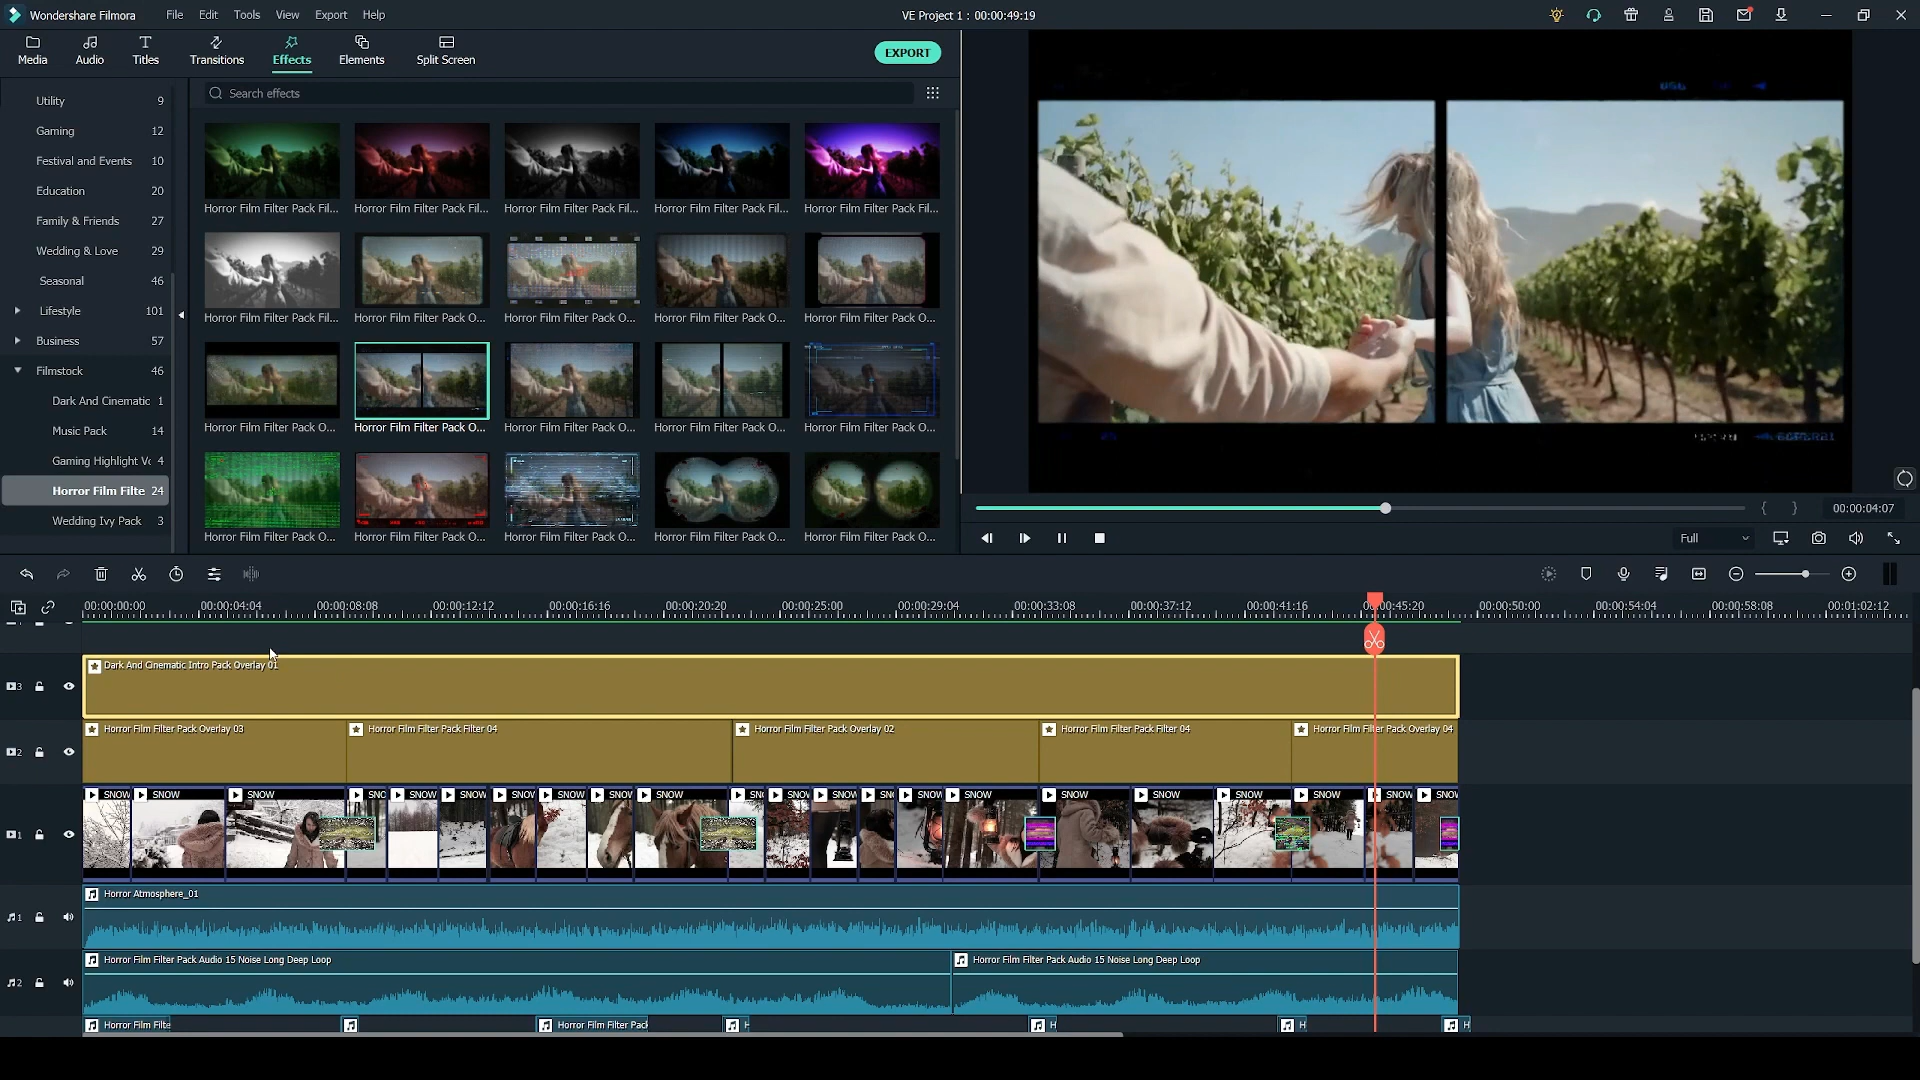 Wondershare Filmora File Edit Tools View Export Help VE Project 1 : 00:00:49:19
Media Audio Titles Transitions Effects Elements Split Screen EXPORT
Search effects
Utility 9
Gaming 12
Festival and Events 10
Education 20
Family & Friends 27
Wedding & Love 29
Seasonal 46
Lifestyle 101
Business 57
Filmstock 46
Dark And Cinematic 1
Music Pack 14
Gaming Highlight Vc 4
Horror Film Filte 24
Wedding Ivy Pack 3
Horror Film Filter Pack Fil... Horror Film Filter Pack Fil... Horror Film Filter Pack Fil... Horror Film Filter Pack Fil... Horror Film Filter Pack Fil...
Horror Film Filter Pack Fil... Horror Film Filter Pack O... Horror Film Filter Pack O... Horror Film Filter Pack O... Horror Film Filter Pack O...
Horror Film Filter Pack O... Horror Film Filter Pack O... Horror Film Filter Pack O... Horror Film Filter Pack O... Horror Film Filter Pack O...
Horror Film Filter Pack O... Horror Film Filter Pack O... Horror Film Filter Pack O... Horror Film Filter Pack O... Horror Film Filter Pack O...
{ } 00:00:04:07
Full
00:00:00:00 00:00:04:04 00:00:08:08 00:00:12:12 00:00:16:16 00:00:20:20 00:00:25:00 00:00:29:04 00:00:33:08 00:00:37:12 00:00:41:16 00:00:45:20 00:00:50:00 00:00:54:04 00:00:58:08 00:01:02:12
3 Dark And Cinematic Intro Pack Overlay 01
2 Horror Film Filter Pack Overlay 03 Horror Film Filter Pack Filter 04 Horror Film Filter Pack Overlay 02 Horror Film Filter Pack Filter 04 Horror Film Filter Pack Overlay 04
SNOW SNOW SNOW SNO SNOW SNOW SNOW SNOW SNOW SNOW SN SNOW SNOW SN SNOW SNOW SNOW SNOW SNOW SNOW SNOW SNOW
1
Horror Atmosphere_01
1
Horror Film Filter Pack Audio 15 Noise Long Deep Loop Horror Film Filter Pack Audio 15 Noise Long Deep Loop
2
Horror Film Filte Horror Film Filter Pack H H H H